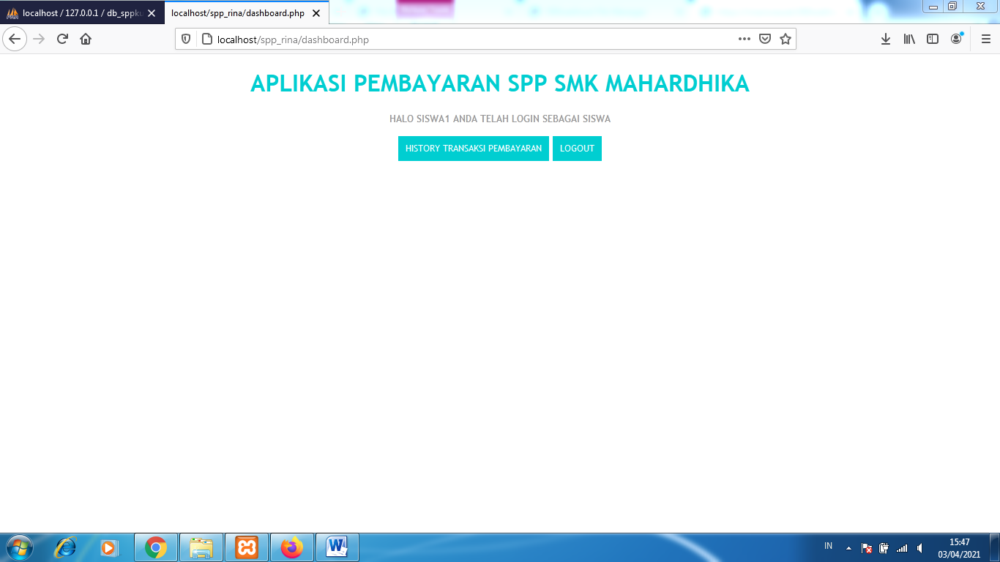 localhost / 127.0.0.1 / db_sppku
localhost/spp_rina/dashboard.php
localhost/spp_rina/dashboard.php
APLIKASI PEMBAYARAN SPP SMK MAHARDHIKA
HALO SISWA1 ANDA TELAH LOGIN SEBAGAI SISWA
HISTORY TRANSAKSI PEMBAYARAN LOGOUT
IN
15:47
03/04/2021